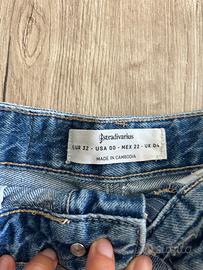 stradivarius
EUR 32 - USA 00 - MEX 22 - UK 04
MADE IN CAMBODIA